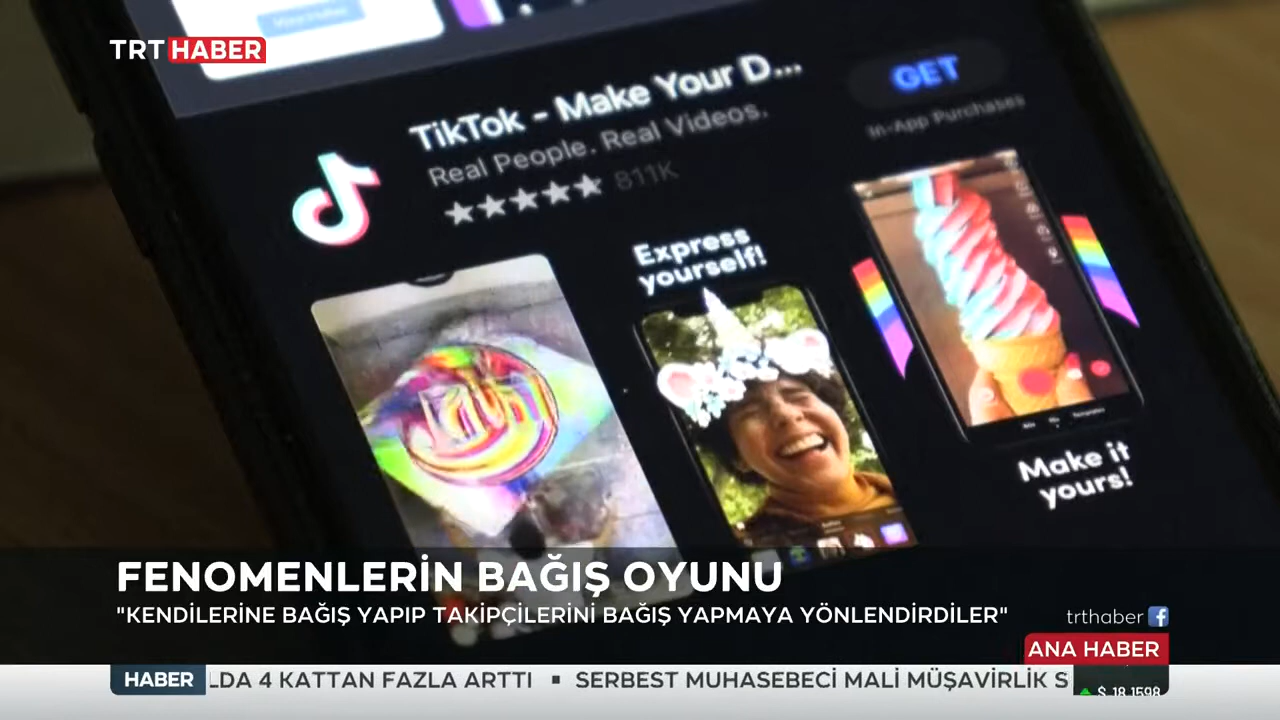 TRT HABER
TikTok - Make Your D...
GET
Real People. Real Videos.
In-App Purchases
811K
Express
yourself!
Make it
yours!
FENOMENLERİN BAĞIŞ OYUNU
"KENDİLERİNE BAĞIŞ YAPIP TAKİPÇİLERİNİ BAĞIŞ YAPMAYA YÖNLENDİRDİLER"
trthaber
ANA HABER
HABER
LDA 4 KATTAN FAZLA ARTTI ▪ SERBEST MUHASEBECİ MALİ MÜŞAVİRLİK S
$ 18,1598